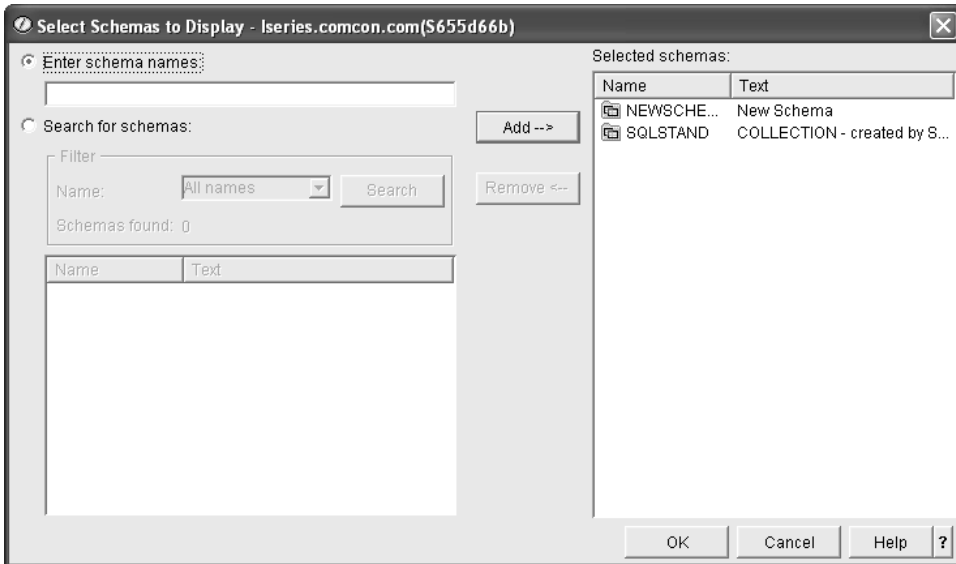 Select Schemas to Display - Iseries.comcon.com(S655d66b)
Enter schema names:
Search for schemas:
Filter
Name: All names Search
Schemas found: 0
Name Text
Add -->
Remove <--
Selected schemas:
Name Text
NEWSCHE... New Schema
SQLSTAND COLLECTION - created by S...
OK Cancel Help ?